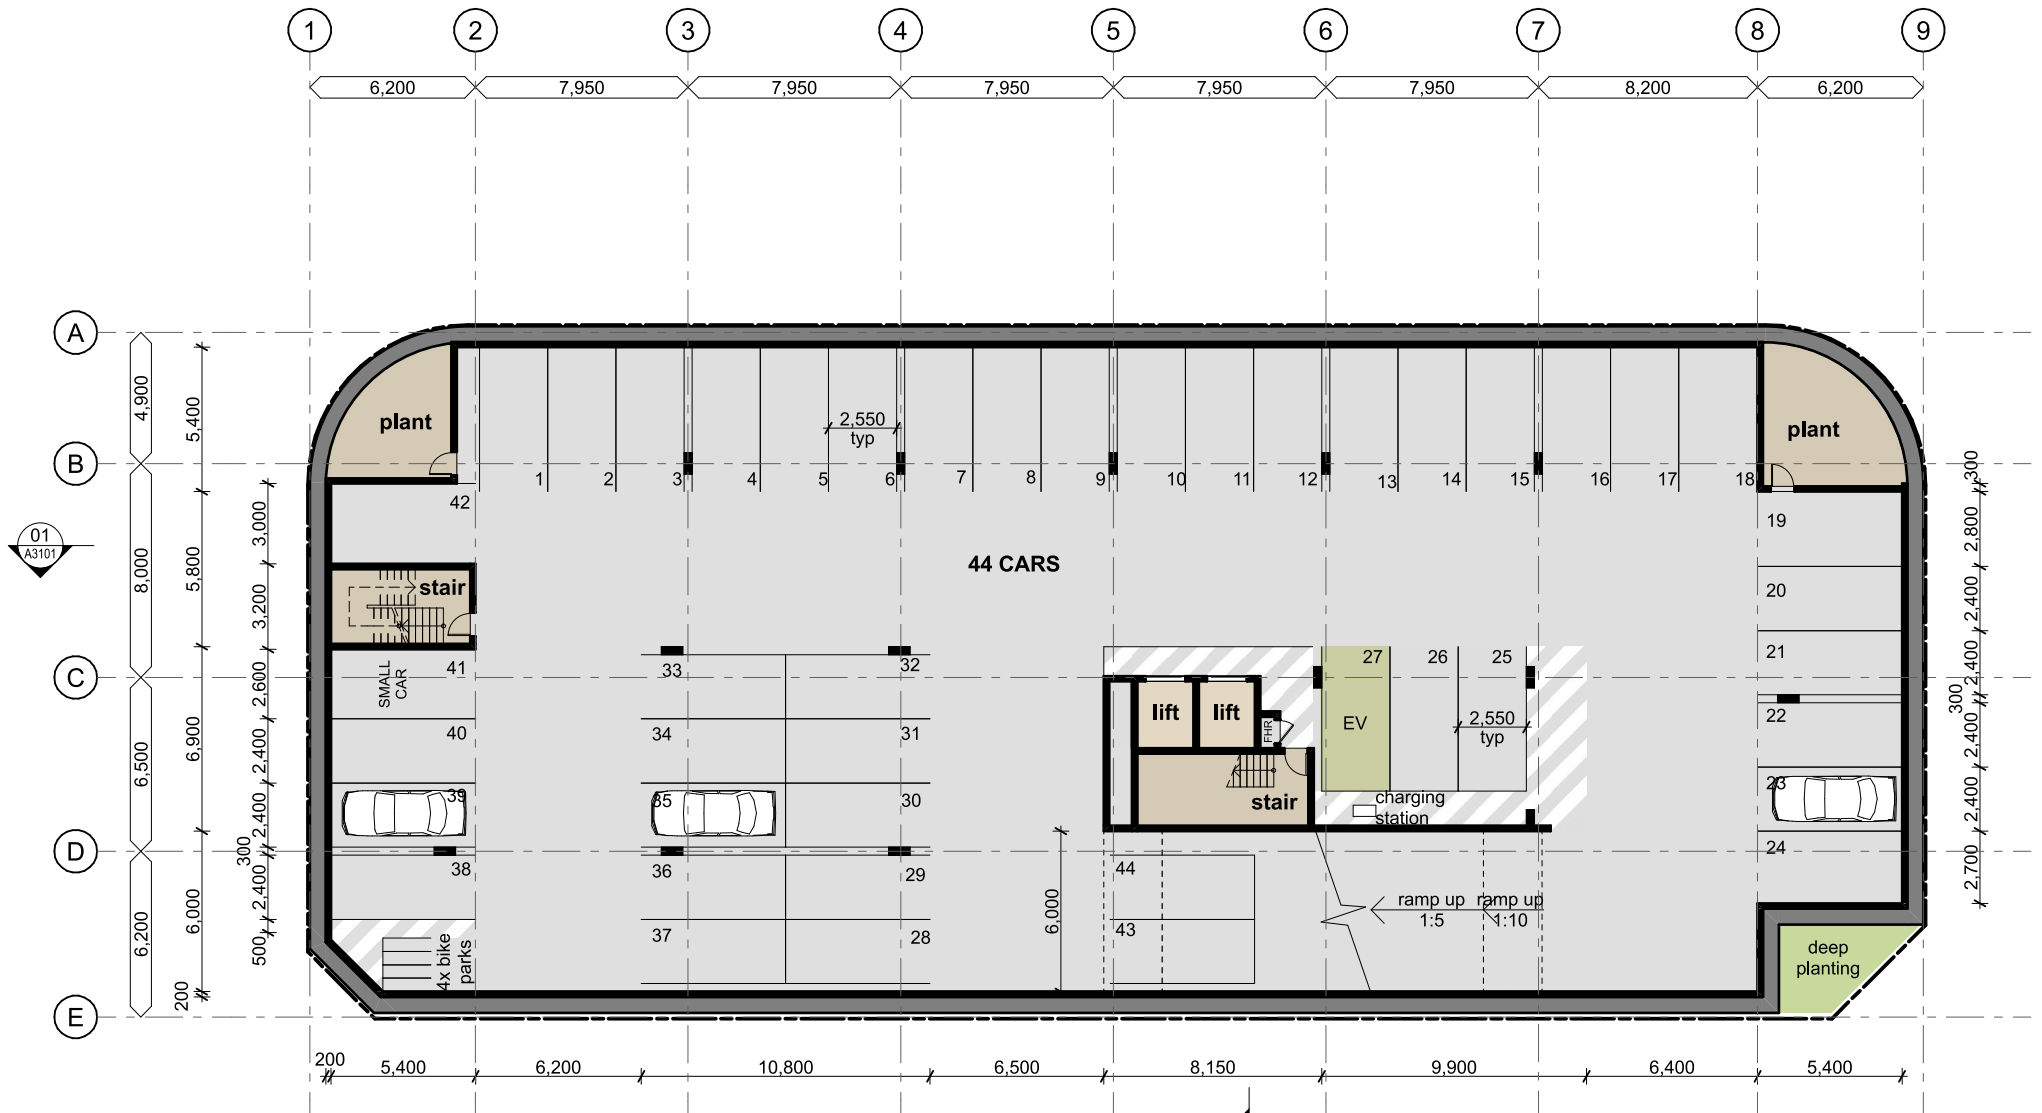 1 2 3 4 5 6 7 8 9
6,200 7,950 7,950 7,950 7,950 7,950 8,200 6,200
A
B
C
D
E
4,900
8,000
6,500
6,200
5,400
5,800
6,900
6,000
200
3,000
3,200
2,600
2,400
2,400
300
2,400
500
01
A3101
plant
plant
2,550
typ
1 2 3 4 5 6 7 8 9 10 11 12 13 14 15 16 17 18
42
19
44 CARS
20
stair
21
41
SMALL
CAR
33
32
27
26
25
22
40
34
31
lift
lift
FHR
EV
2,550
typ
39
35
30
23
stair
charging
station
38
36
29
44
24
ramp up
1:5
ramp up
1:10
6,000
37
28
43
4x bike
parks
deep
planting
300
2,800
2,400
2,400
300
2,400
2,400
2,700
200
5,400 6,200 10,800 6,500 8,150 9,900 6,400 5,400